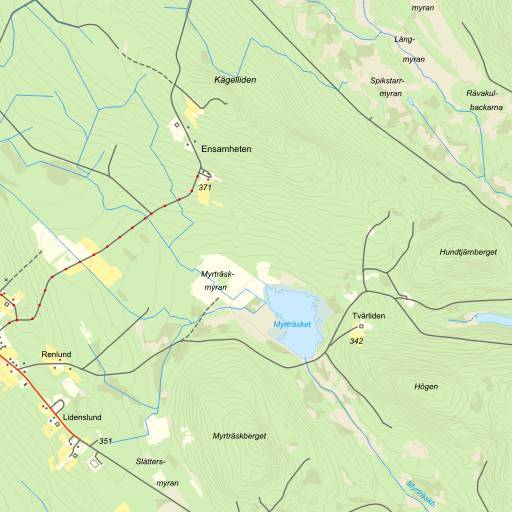 myran
Lång-
myran
Kägelliden
Spikstarr-
myran
Råvakul-
backarna
Ensamheten
371
Hundtjärnberget
Myrträsk-
myran
Tvärliden
Myrträsket
342
Renlund
Högen
Lidenslund
351
Myrträskberget
Slåtters-
myran
Myrträskb